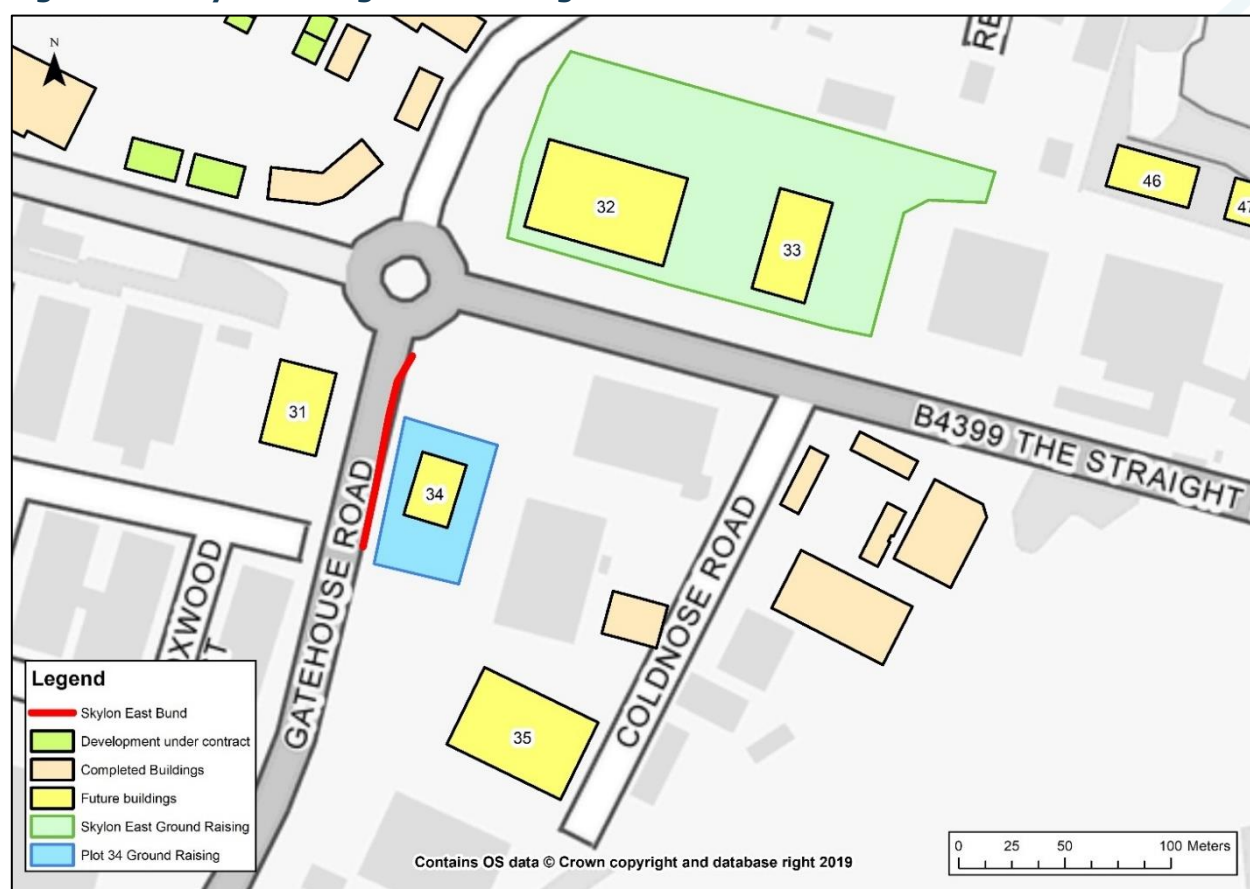 N
RE
32
33
46
47
31
34
35
B4399 THE STRAIGHT
GATEHOUSE ROAD
COLDNOSE ROAD
OXWOOD
Legend
Skylon East Bund
Development under contract
Completed Buildings
Future buildings
Skylon East Ground Raising
Plot 34 Ground Raising
Contains OS data © Crown copyright and database right 2019
0 25 50 100 Meters